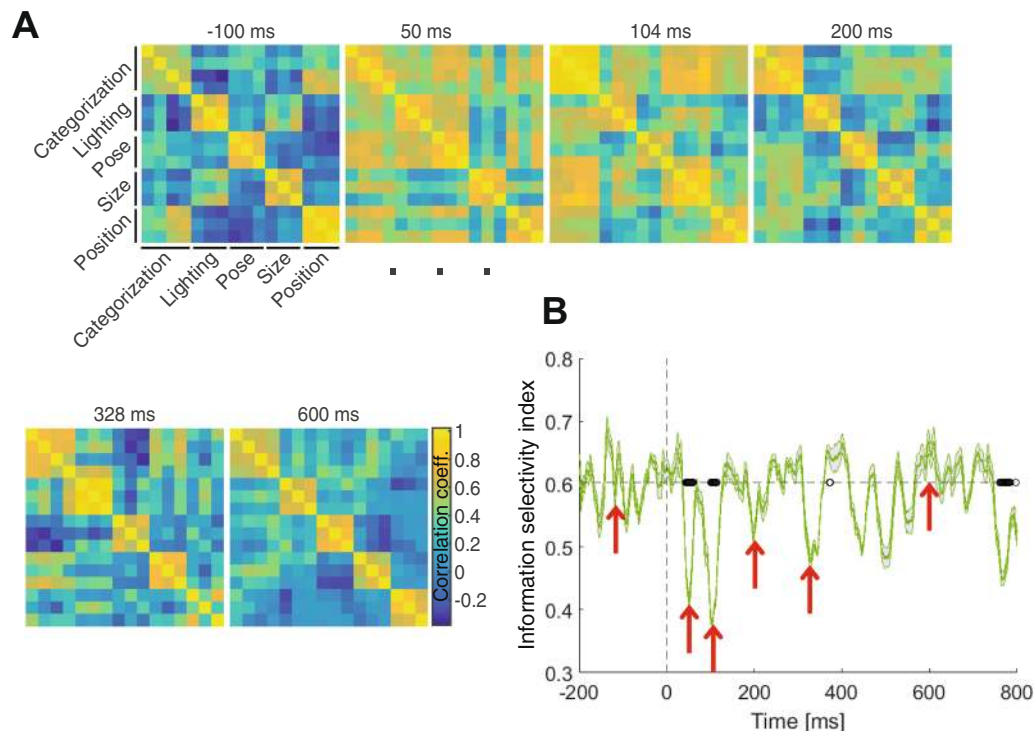 A
-100 ms
50 ms
104 ms
200 ms
Categorization
Lighting
Pose
Size
Position
Categorization
Lighting
Pose
Size
Position
B
328 ms
600 ms
Correlation coeff.
1
0.8
0.6
0.4
0.2
0
-0.2
Information selectivity index
0.8
0.7
0.6
0.5
0.4
0.3
-200
0
200
400
600
800
Time [ms]